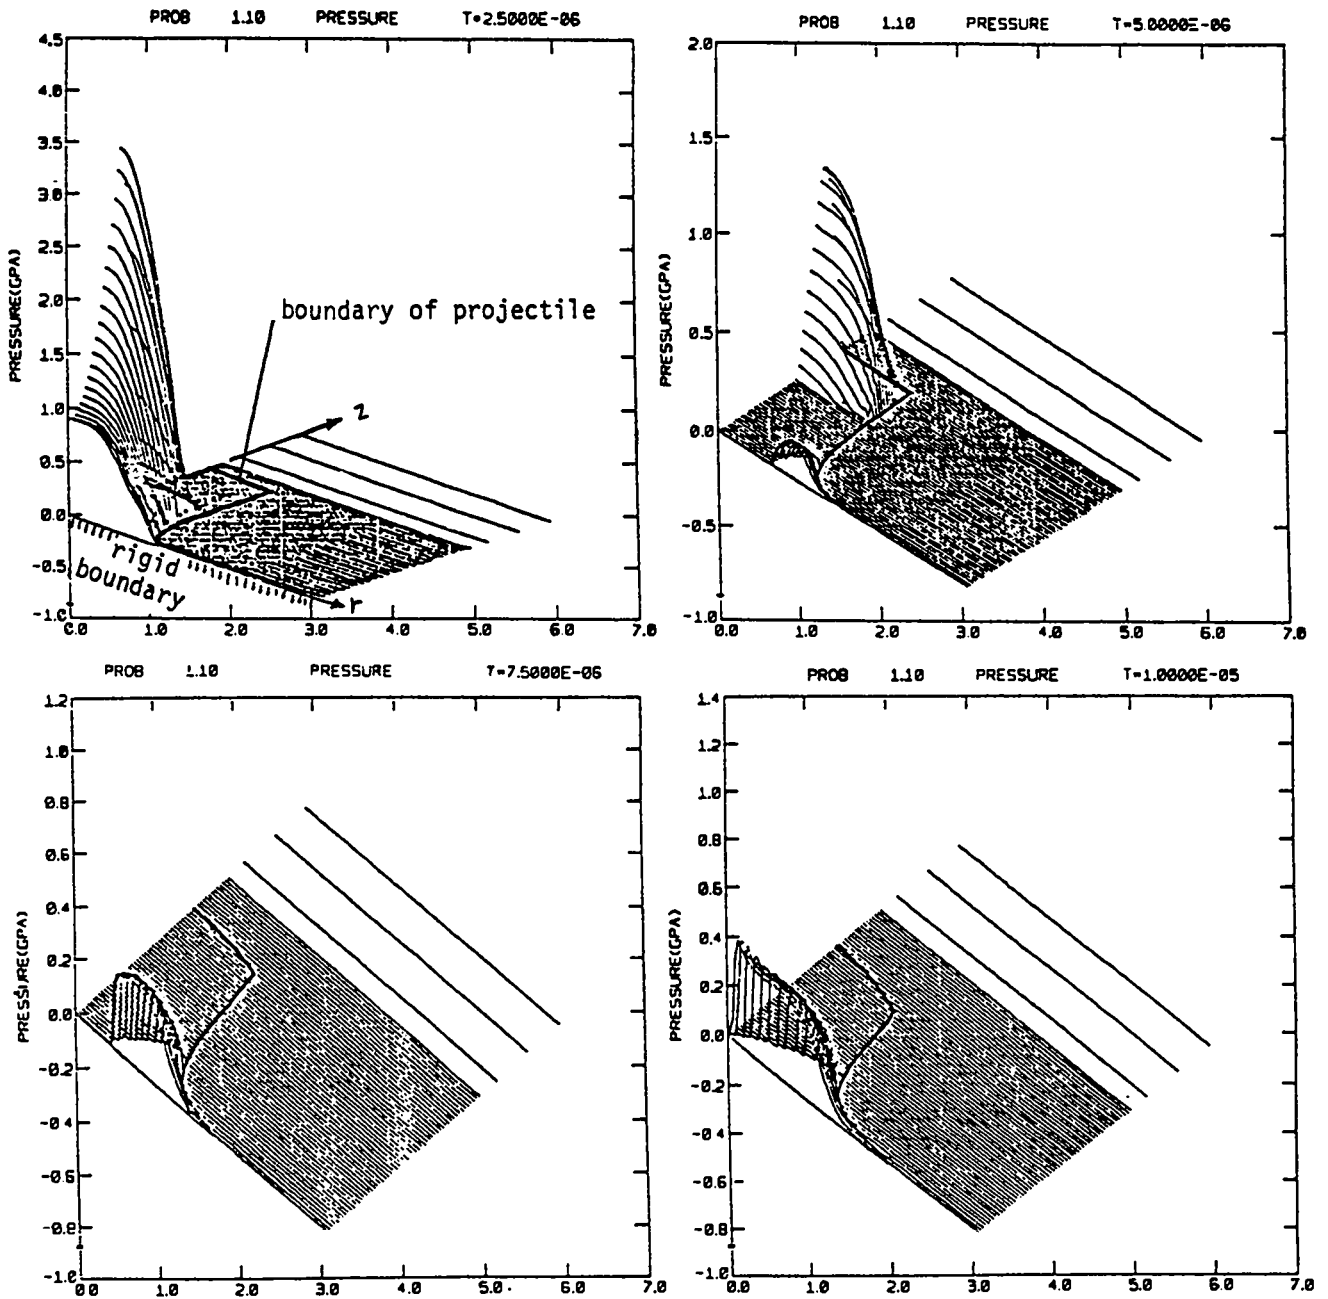 PROB 1.10 PRESSURE T=2.5000E-06
4.5
4.0
3.5
3.0
2.5
2.0
1.5
1.0
0.5
0.0
-0.5
-1.0
PRESSURE(GPA)
boundary of projectile
z
rigid
boundary
r
0.0 1.0 2.0 3.0 4.0 5.0 6.0 7.0
PROB 1.10 PRESSURE T=5.0000E-06
2.0
1.5
1.0
0.5
0.0
-0.5
-1.0
PRESSURE(GPA)
0.0 1.0 2.0 3.0 4.0 5.0 6.0 7.0
PROB 1.10 PRESSURE T=7.5000E-06
1.2
1.0
0.8
0.6
0.4
0.2
0.0
-0.2
-0.4
-0.6
-0.8
-1.0
PRESSURE(GPA)
0.0 1.0 2.0 3.0 4.0 5.0 6.0 7.0
PROB 1.10 PRESSURE T=1.0000E-05
1.4
1.2
1.0
0.8
0.6
0.4
0.2
0.0
-0.2
-0.4
-0.6
-0.8
-1.0
PRESSURE(GPA)
0.0 1.0 2.0 3.0 4.0 5.0 6.0 7.0